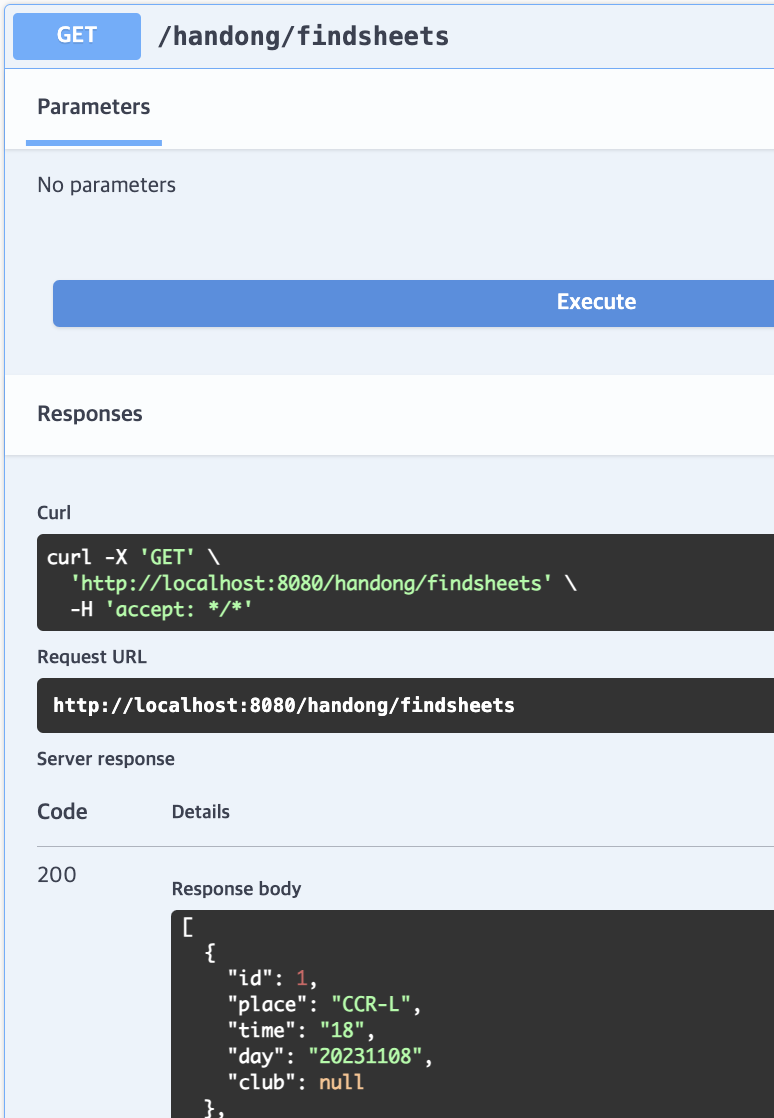 GET /handong/findsheets
Parameters
No parameters
Execute
Responses
Curl
curl -X 'GET' \
  'http://localhost:8080/handong/findsheets' \
  -H 'accept: */*'
Request URL
http://localhost:8080/handong/findsheets
Server response
Code Details
200
Response body
[
  {
    "id": 1,
    "place": "CCR-L",
    "time": "18",
    "day": "20231108",
    "club": null
  },